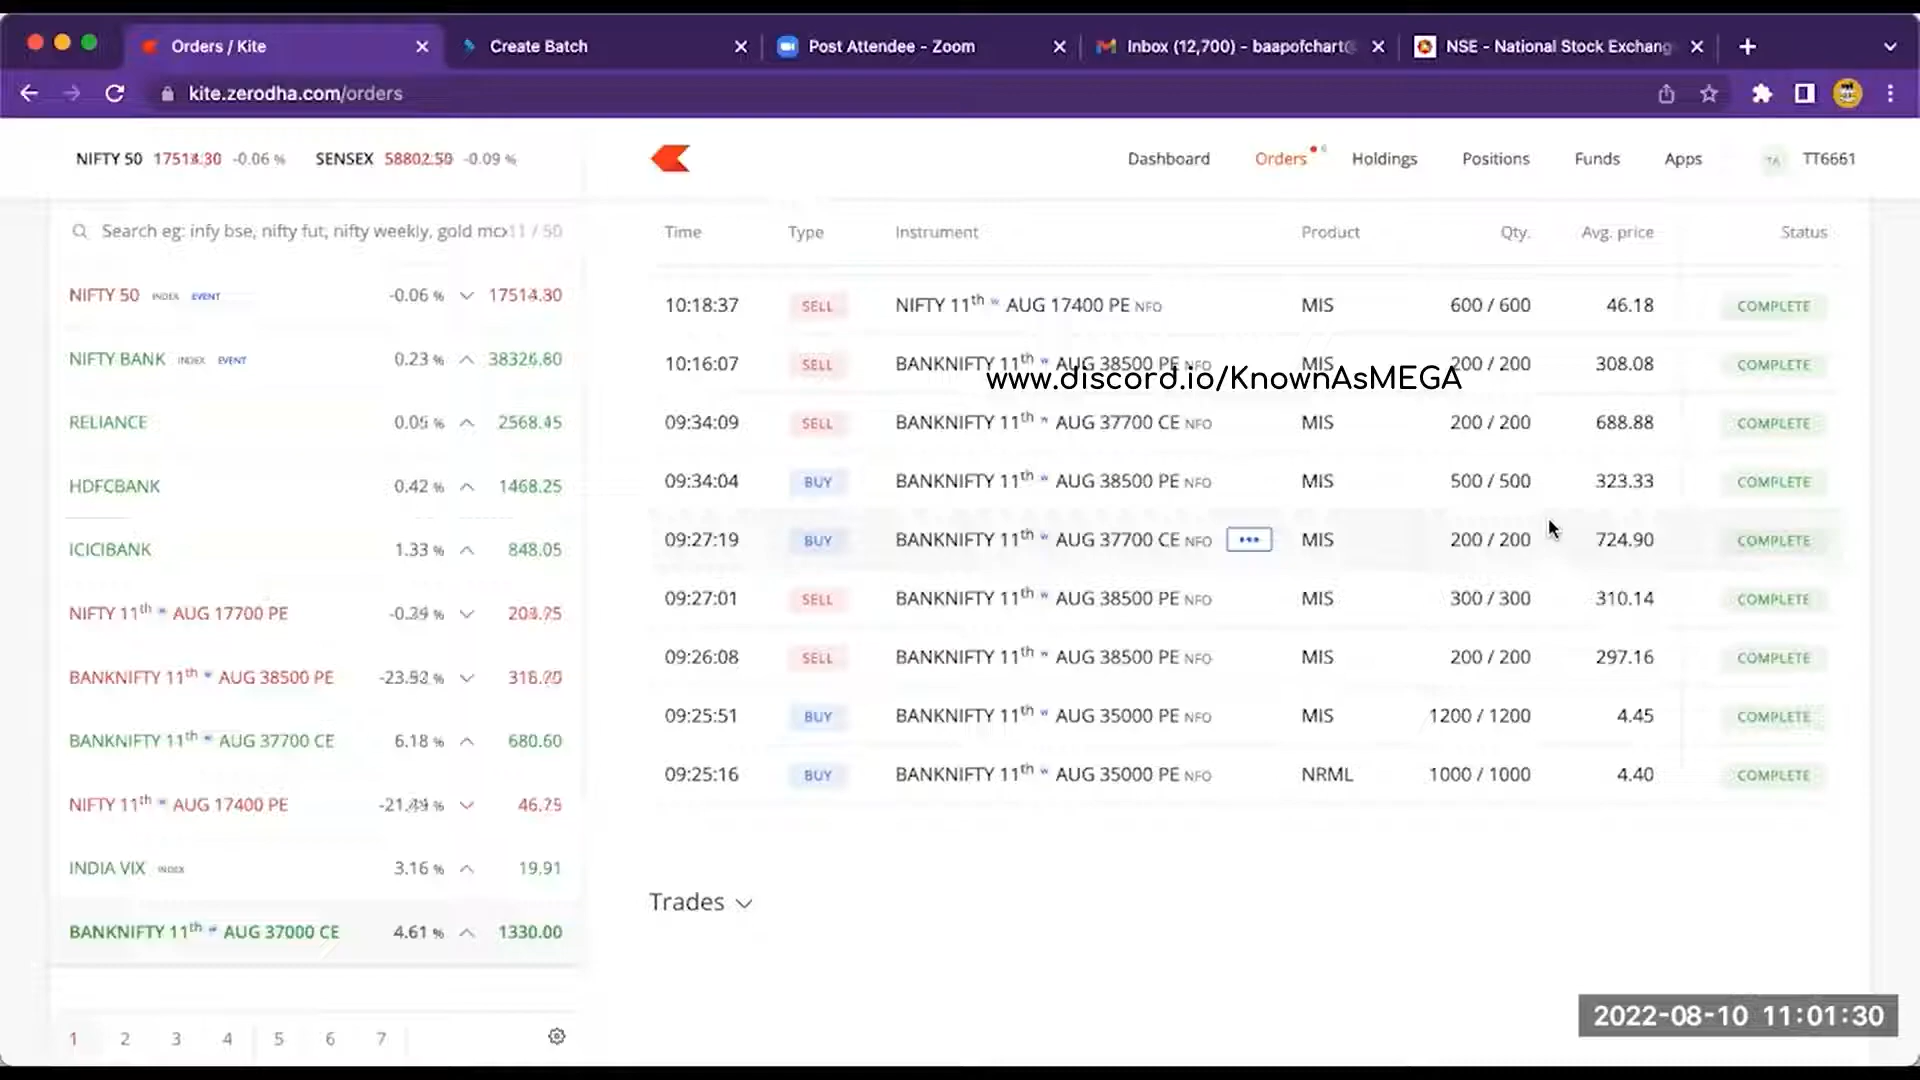 Orders / Kite
Create Batch
Post Attendee - Zoom
Inbox (12,700) - baapofchart@
NSE - National Stock Exchang
kite.zerodha.com/orders
NIFTY 50 17514.30 -0.06 % SENSEX 58802.50 -0.09 %
Dashboard Orders 6 Holdings Positions Funds Apps TA TT6661
Search eg: infy bse, nifty fut, nifty weekly, gold mcx 11 / 50
NIFTY 50 INDEX EVENT -0.06 % 17514.30
NIFTY BANK INDEX EVENT 0.23 % 38326.80
RELIANCE 0.05 % 2568.45
HDFCBANK 0.42 % 1468.25
ICICIBANK 1.33 % 848.05
NIFTY 11th w AUG 17700 PE %
BANKNIFTY 11th w AUG 38500 PE %
BANKNIFTY 11th w AUG 37700 CE 6.18 % 680.60
NIFTY 11th w AUG 17400 PE % 46.75
INDIA VIX INDEX 3.16 % 19.91
BANKNIFTY 11th w AUG 37000 CE 4.61 % 1330.00
1 2 3 4 5 6 7
Time Type Instrument Product Qty. Avg. price Status
10:18:37 SELL NIFTY 11th w AUG 17400 PE NFO MIS 600 / 600 46.18 COMPLETE
10:16:07 SELL BANKNIFTY 11th w AUG 38500 PE NFO MIS 200 / 200 308.08 COMPLETE
www.discord.io/KnownAsMEGA
09:34:09 SELL BANKNIFTY 11th w AUG 37700 CE NFO MIS 200 / 200 688.88 COMPLETE
09:34:04 BUY BANKNIFTY 11th w AUG 38500 PE NFO MIS 500 / 500 323.33 COMPLETE
09:27:19 BUY BANKNIFTY 11th w AUG 37700 CE NFO MIS 200 / 200 724.90 COMPLETE
09:27:01 SELL BANKNIFTY 11th w AUG 38500 PE NFO MIS 300 / 300 310.14 COMPLETE
09:26:08 SELL BANKNIFTY 11th w AUG 38500 PE NFO MIS 200 / 200 297.16 COMPLETE
09:25:51 BUY BANKNIFTY 11th w AUG 35000 PE NFO MIS 1200 / 1200 4.45 COMPLETE
09:25:16 BUY BANKNIFTY 11th w AUG 35000 PE NFO NRML 1000 / 1000 4.40 COMPLETE
Trades
2022-08-10 11:01:30